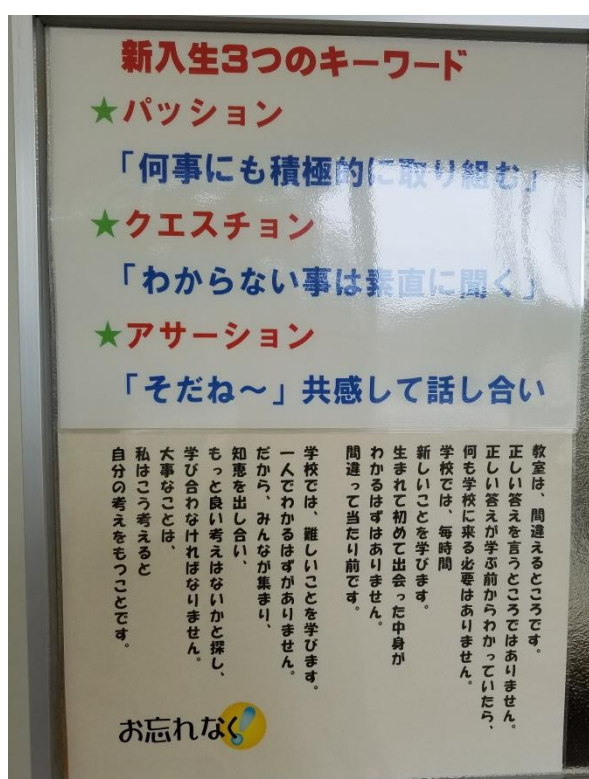 新入生3つのキーワード
★パッション
「何事にも積極的に取り組む」
★クエスチョン
「わからない事は素直に聞く」
★アサーション
「そだね～」共感して話し合い
教室は、間違えるところです。
正しい答えを言うところではありません。
正しい答えが学ぶ前からわかっていたら、
何も学校に来る必要はありません。
学校では、毎時間
新しいことを学びます。
生まれて初めて出会った中身が
わかるはずはありません。
間違って当たり前です。
学校では、難しいことを学びます。
一人でわかるはずがありません。
だから、みんなが集まり、
知恵を出し合い、
もっと良い考えはないかと探し、
学び合わなければなりません。
大事なことは、
私はこう考えると
自分の考えをもつことです。
お忘れなく!